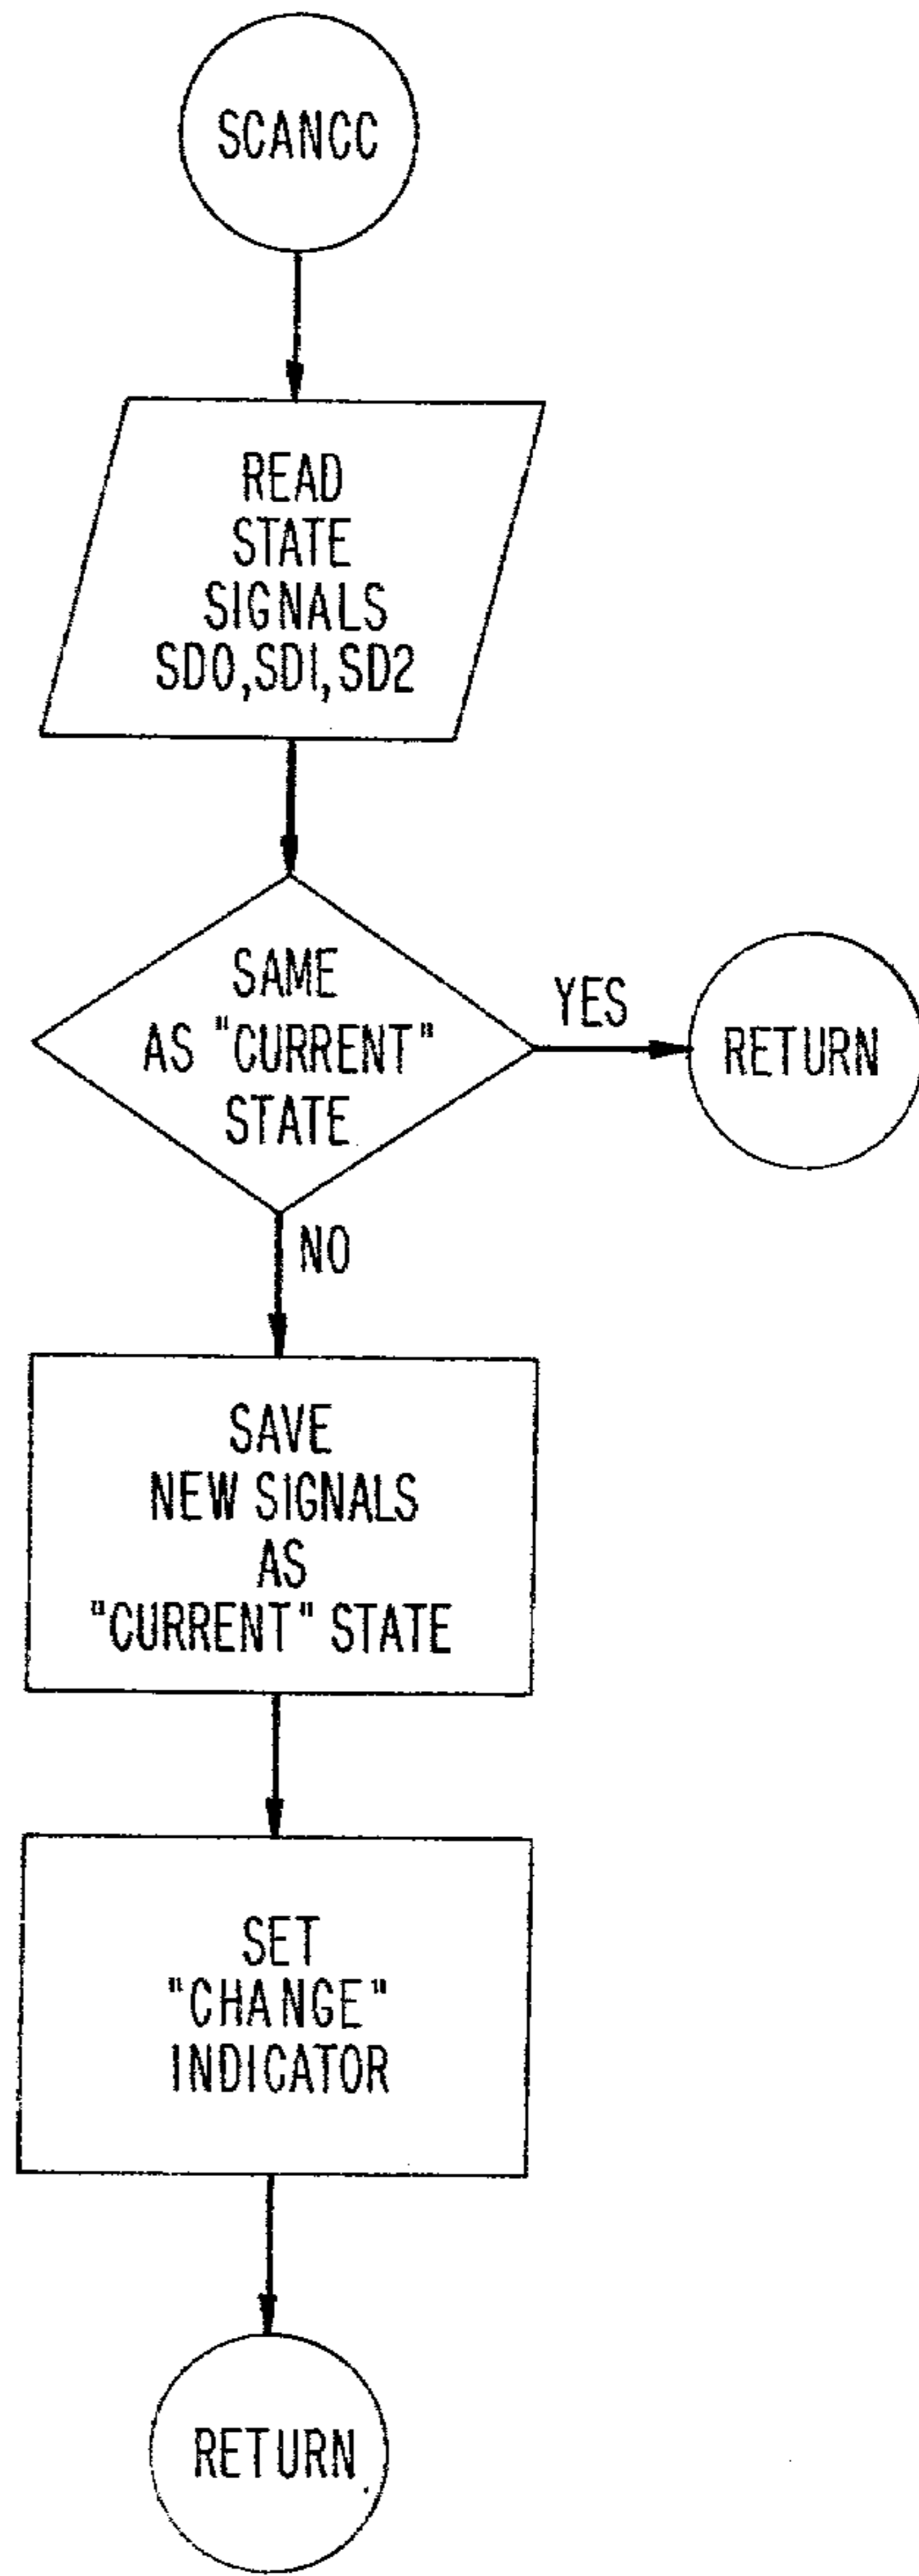 SCANCC
READ
STATE
SIGNALS
SD0,SD1,SD2
SAME
AS "CURRENT"
STATE
YES
RETURN
NO
SAVE
NEW SIGNALS
AS
"CURRENT" STATE
SET
"CHANGE"
INDICATOR
RETURN